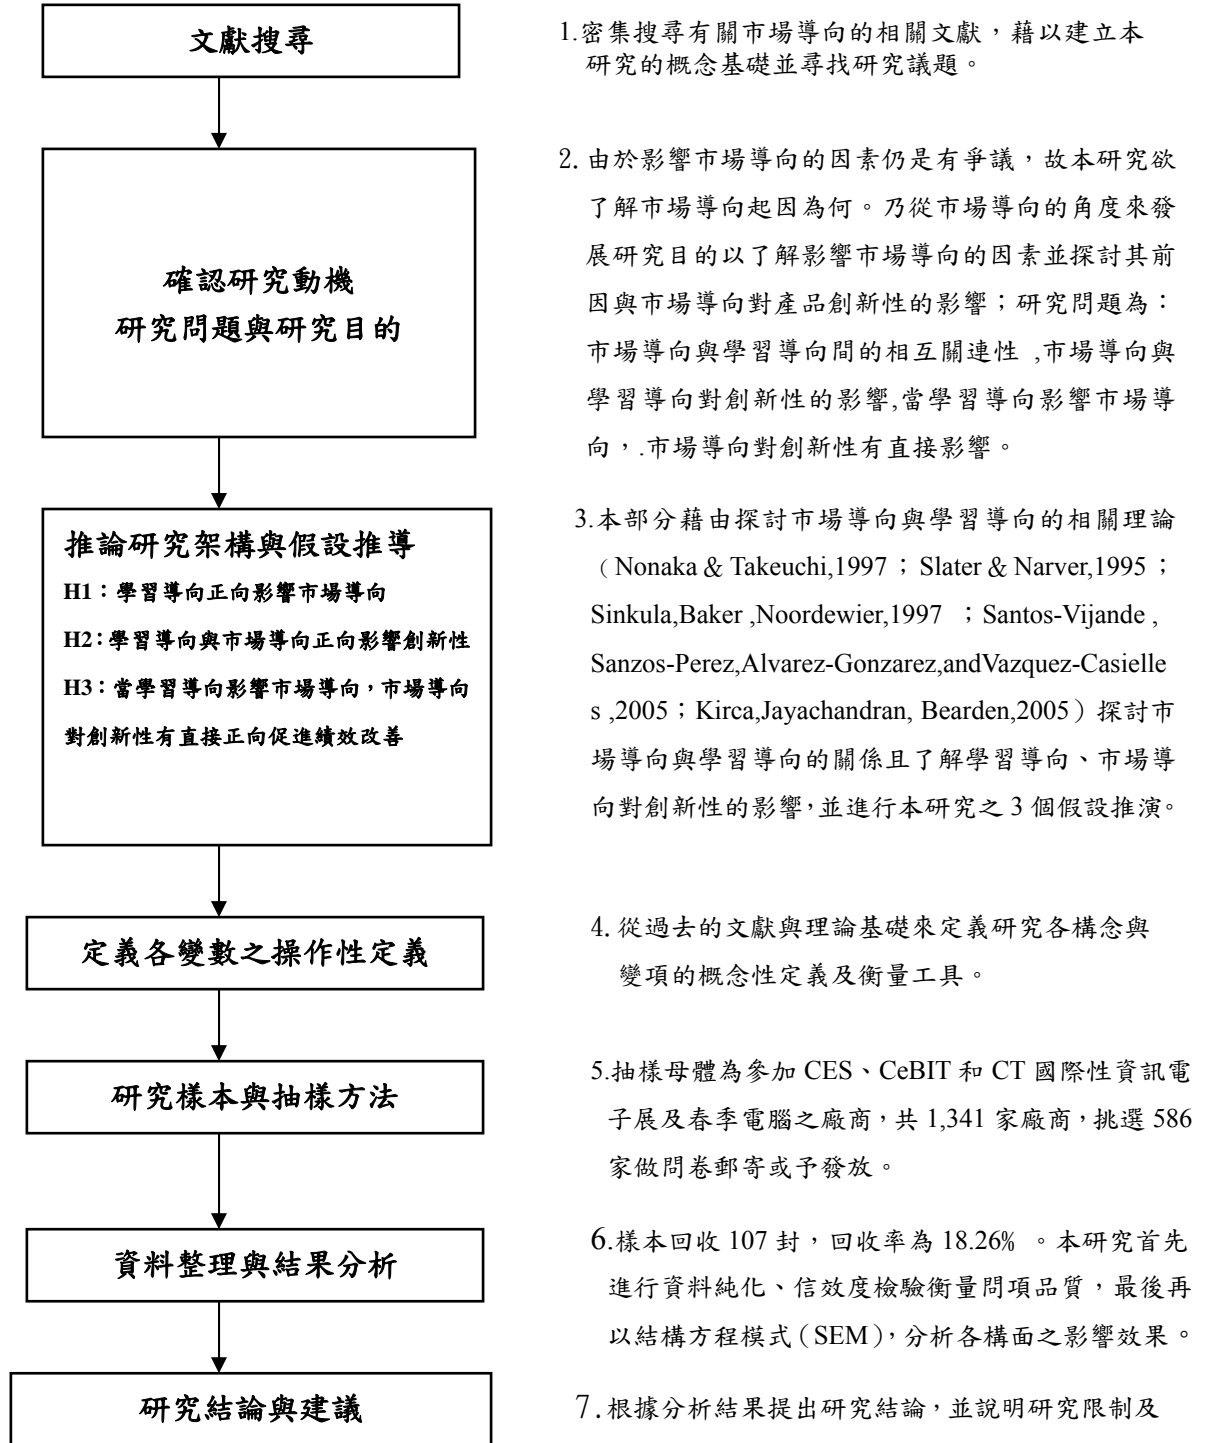 文獻搜尋
1.密集搜尋有關市場導向的相關文獻，藉以建立本
研究的概念基礎並尋找研究議題。
確認研究動機
研究問題與研究目的
2.由於影響市場導向的因素仍是有爭議，故本研究欲
了解市場導向起因為何。乃從市場導向的角度來發
展研究目的以了解影響市場導向的因素並探討其前
因與市場導向對產品創新性的影響；研究問題為：
市場導向與學習導向間的相互關連性 ,市場導向與
學習導向對創新性的影響,當學習導向影響市場導
向，.市場導向對創新性有直接影響。
推論研究架構與假設推導
H1：學習導向正向影響市場導向
H2：學習導向與市場導向正向影響創新性
H3：當學習導向影響市場導向，市場導向
對創新性有直接正向促進績效改善
3.本部分藉由探討市場導向與學習導向的相關理論
（Nonaka & Takeuchi,1997；Slater & Narver,1995；
Sinkula,Baker ,Noordewier,1997 ；Santos-Vijande ,
Sanzos-Perez,Alvarez-Gonzarez,andVazquez-Casielle
s ,2005；Kirca,Jayachandran, Bearden,2005）探討市
場導向與學習導向的關係且了解學習導向、市場導
向對創新性的影響，並進行本研究之 3 個假設推演。
定義各變數之操作性定義
4.從過去的文獻與理論基礎來定義研究各構念與
變項的概念性定義及衡量工具。
研究樣本與抽樣方法
5.抽樣母體為參加 CES、CeBIT 和 CT 國際性資訊電
子展及春季電腦之廠商，共 1,341 家廠商，挑選 586
家做問卷郵寄或予發放。
資料整理與結果分析
6.樣本回收 107 封，回收率為 18.26% 。本研究首先
進行資料純化、信效度檢驗衡量問項品質，最後再
以結構方程模式（SEM），分析各構面之影響效果。
研究結論與建議
7.根據分析結果提出研究結論，並說明研究限制及